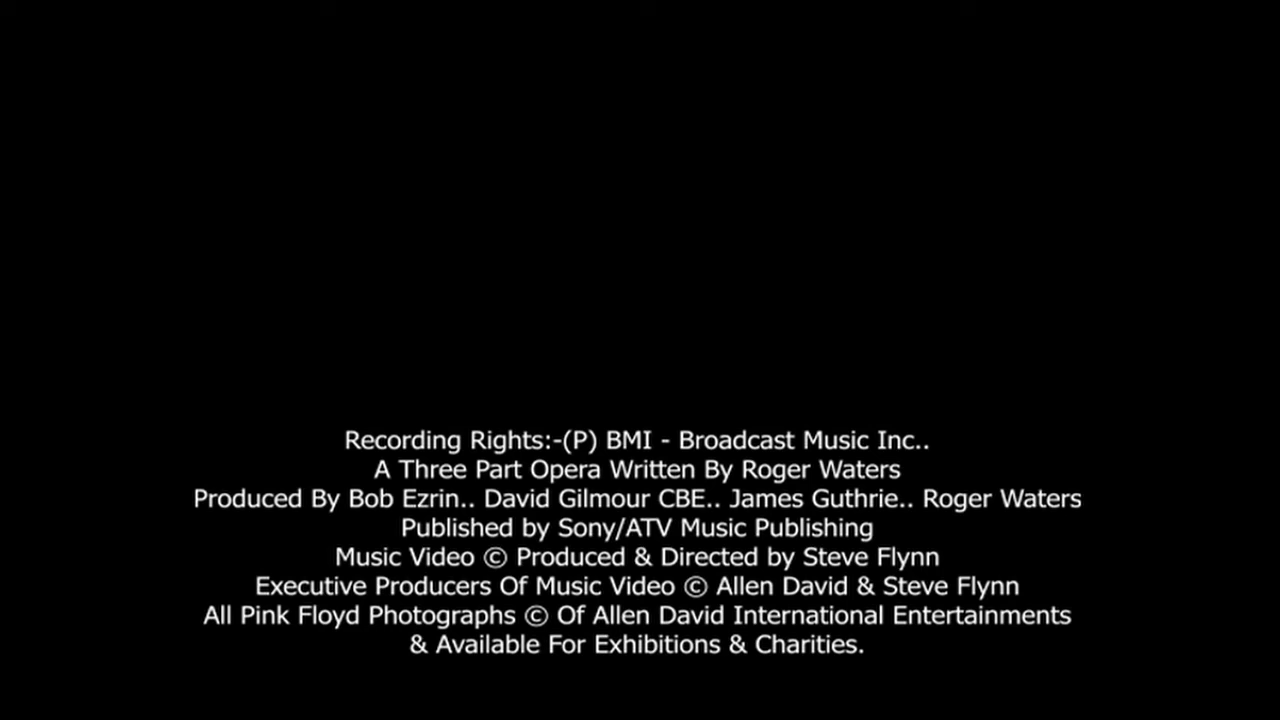 Recording Rights:-(P) BMI - Broadcast Music Inc..
A Three Part Opera Written By Roger Waters
Produced By Bob Ezrin.. David Gilmour CBE.. James Guthrie.. Roger Waters
Published by Sony/ATV Music Publishing
Music Video © Produced & Directed by Steve Flynn
Executive Producers Of Music Video © Allen David & Steve Flynn
All Pink Floyd Photographs © Of Allen David International Entertainments
& Available For Exhibitions & Charities.